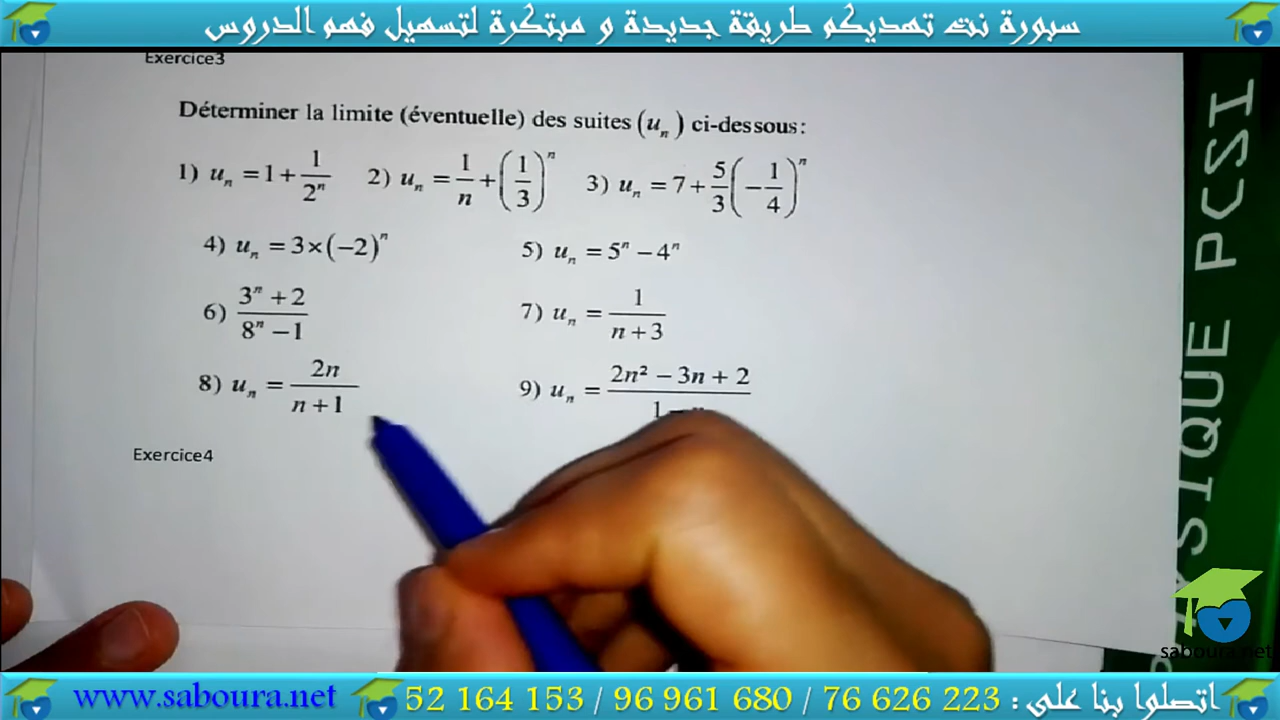 سبورة نت تهديكم طريقة جديدة و مبتكرة لتسهيل فهم الدروس
Exercice3
Déterminer la limite (éventuelle) des suites (uₙ) ci-dessous:
1) uₙ = 1 + 1/2ⁿ 2) uₙ = 1/n + (1/3)ⁿ 3) uₙ = 7 + 5/3(−1/4)ⁿ
4) uₙ = 3×(−2)ⁿ 5) uₙ = 5ⁿ − 4ⁿ
6) (3ⁿ + 2)/(8ⁿ − 1) 7) uₙ = 1/(n + 3)
8) uₙ = 2n/(n + 1) 9) uₙ = (2n² − 3n + 2)/(1 −
Exercice4
SIQUE PCSI
saboura.net
www.saboura.net 52 164 153 / 96 961 680 / 76 626 223 : اتصلوا بنا على